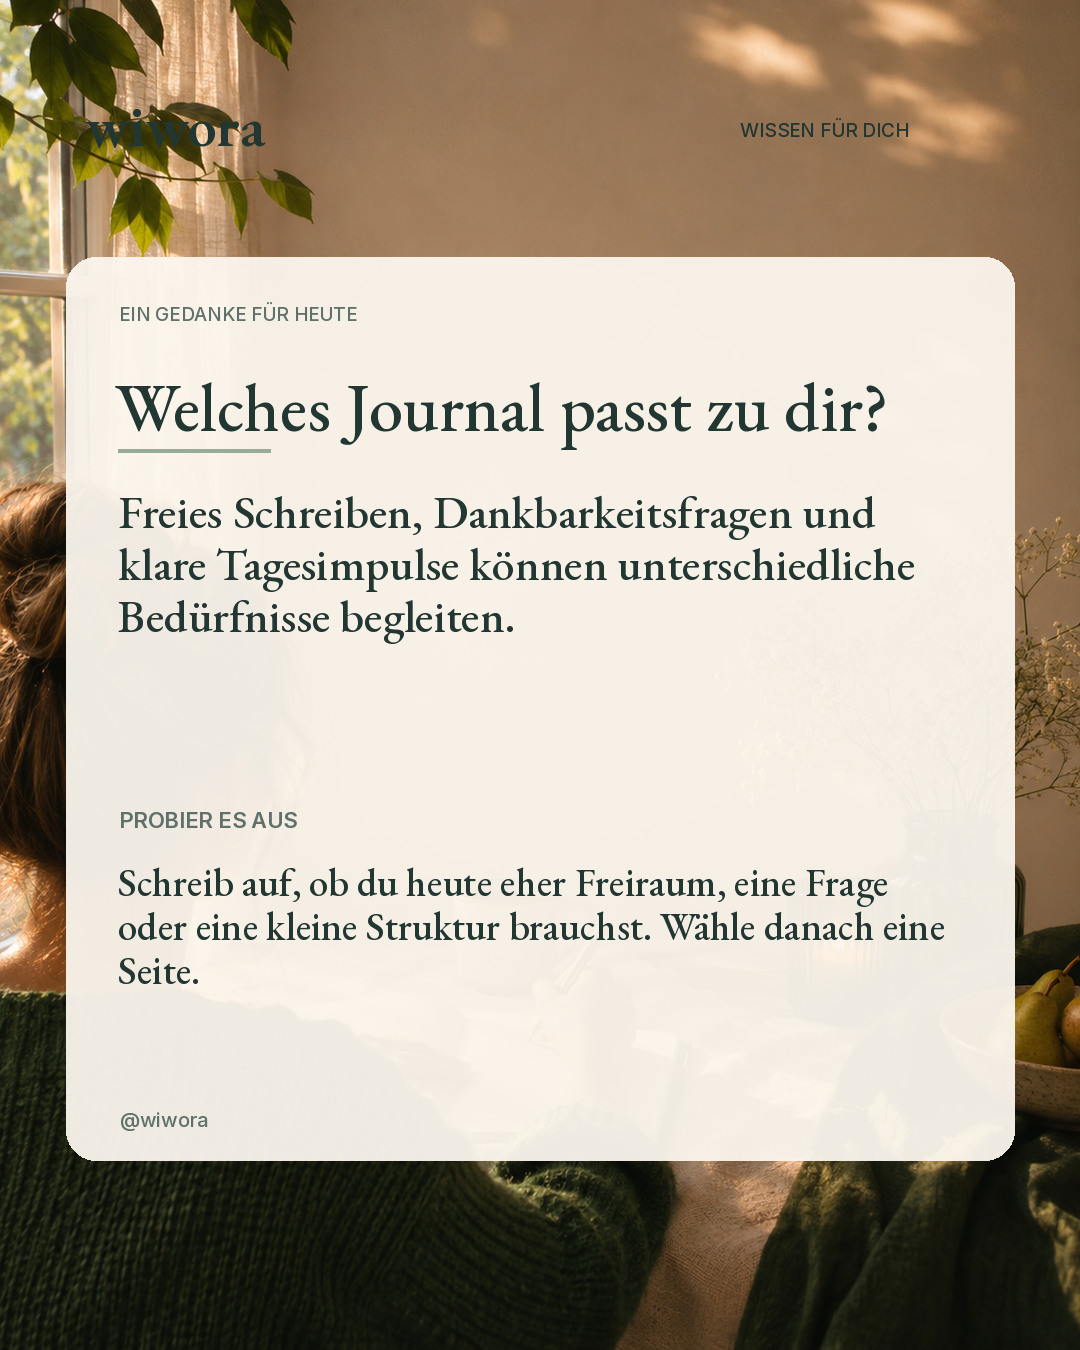 wiwora
WISSEN FÜR DICH
EIN GEDANKE FÜR HEUTE
Welches Journal passt zu dir?
Freies Schreiben, Dankbarkeitsfragen und
klare Tagesimpulse können unterschiedliche
Bedürfnisse begleiten.
PROBIER ES AUS
Schreib auf, ob du heute eher Freiraum, eine Frage
oder eine kleine Struktur brauchst. Wähle danach eine
Seite.
@wiwora